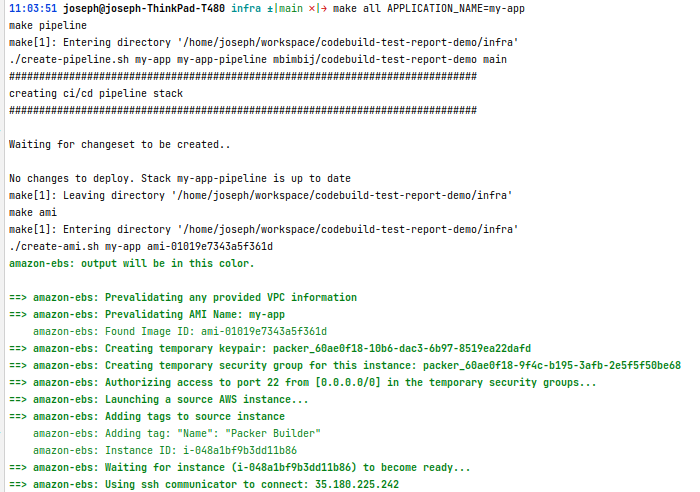 11:03:51 joseph@joseph-ThinkPad-T480 infra ±|main ✗|→ make all APPLICATION_NAME=my-app
make pipeline
make[1]: Entering directory '/home/joseph/workspace/codebuild-test-report-demo/infra'
./create-pipeline.sh my-app my-app-pipeline mbimbij/codebuild-test-report-demo main
##############################################################################
creating ci/cd pipeline stack
##############################################################################
Waiting for changeset to be created..
No changes to deploy. Stack my-app-pipeline is up to date
make[1]: Leaving directory '/home/joseph/workspace/codebuild-test-report-demo/infra'
make ami
make[1]: Entering directory '/home/joseph/workspace/codebuild-test-report-demo/infra'
./create-ami.sh my-app ami-01019e7343a5f361d
amazon-ebs: output will be in this color.
==> amazon-ebs: Prevalidating any provided VPC information
==> amazon-ebs: Prevalidating AMI Name: my-app
    amazon-ebs: Found Image ID: ami-01019e7343a5f361d
==> amazon-ebs: Creating temporary keypair: packer_60ae0f18-10b6-dac3-6b97-8519ea22dafd
==> amazon-ebs: Creating temporary security group for this instance: packer_60ae0f18-9f4c-b195-3afb-2e5f5f50be68
==> amazon-ebs: Authorizing access to port 22 from [0.0.0.0/0] in the temporary security groups...
==> amazon-ebs: Launching a source AWS instance...
==> amazon-ebs: Adding tags to source instance
    amazon-ebs: Adding tag: "Name": "Packer Builder"
    amazon-ebs: Instance ID: i-048a1bf9b3dd11b86
==> amazon-ebs: Waiting for instance (i-048a1bf9b3dd11b86) to become ready...
==> amazon-ebs: Using ssh communicator to connect: 35.180.225.242